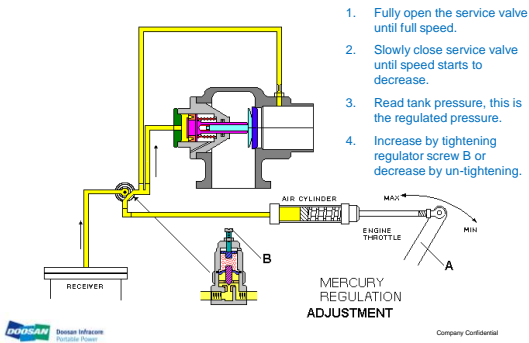 1. Fully open the service valve
until full speed.
2. Slowly close service valve
until speed starts to
decrease.
3. Read tank pressure, this is
the regulated pressure.
4. Increase by tightening
regulator screw B or
decrease by un-tightening.
AIR CYLINDER
MAX
MIN
ENGINE
THROTTLE
A
B
RECEIVER
MERCURY
REGULATION
ADJUSTMENT
DOOSAN Doosan Infracore
Portable Power
Company Confidential